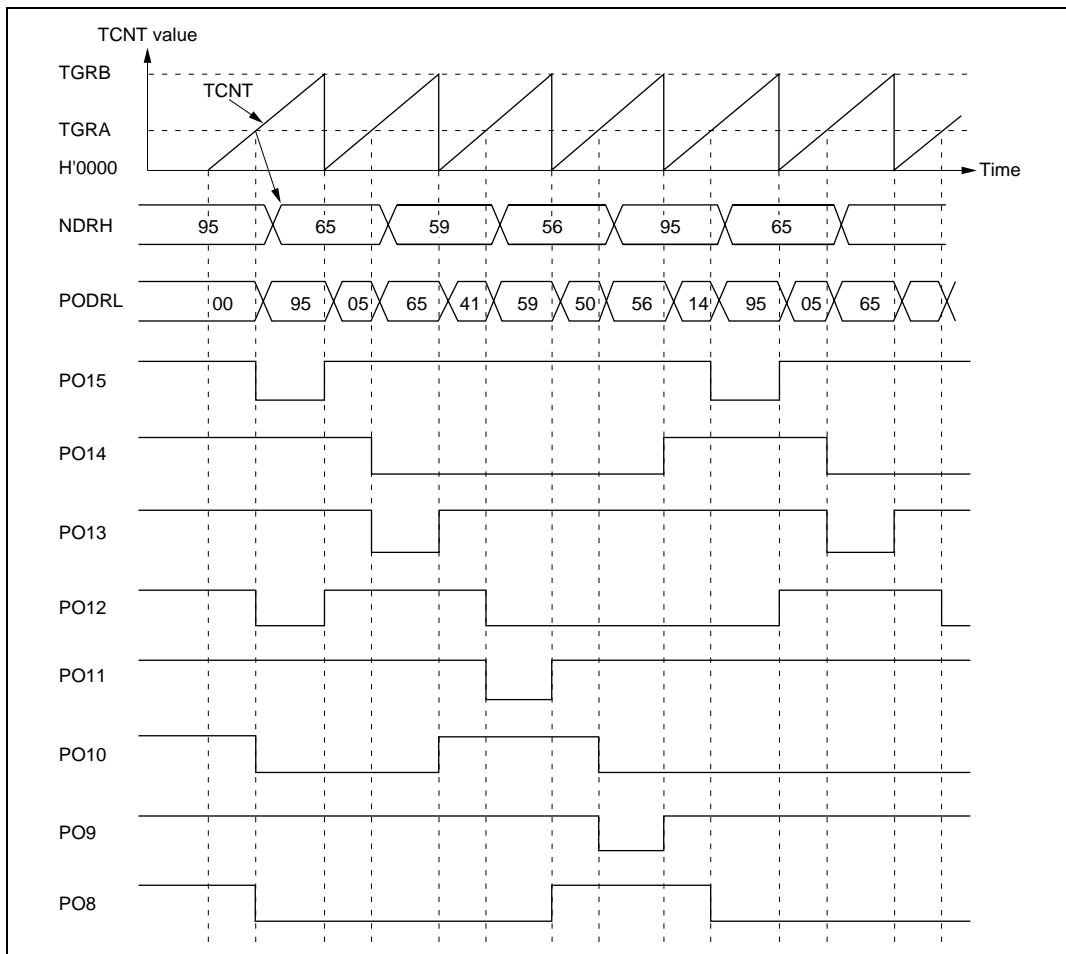 TCNT value
TGRB
TCNT
TGRA
H'0000
Time
NDRH 95 65 59 56 95 65
PODRL 00 95 05 65 41 59 50 56 14 95 05 65
PO15
PO14
PO13
PO12
PO11
PO10
PO9
PO8